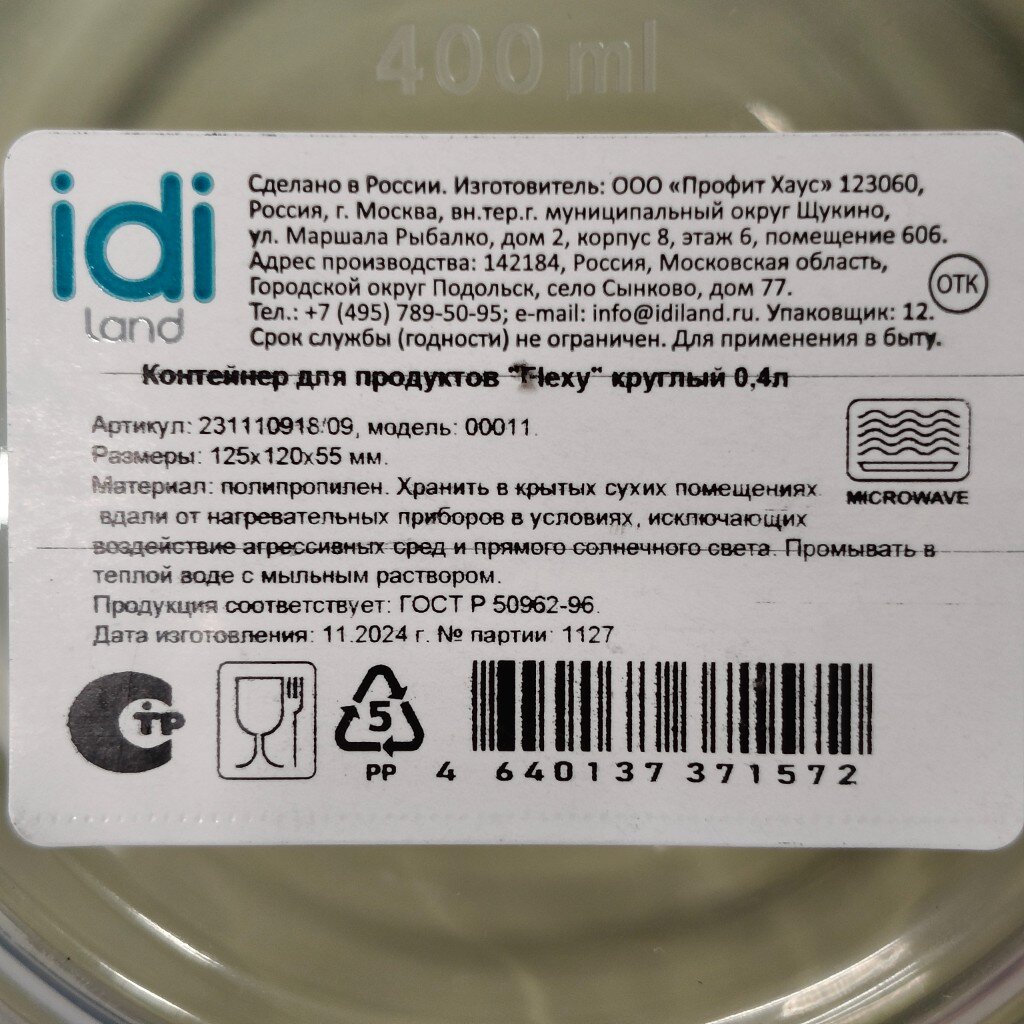 400 ml
idi
land
Сделано в России. Изготовитель: ООО «Профит Хаус» 123060,
Россия, г. Москва, вн.тер.г. муниципальный округ Щукино,
ул. Маршала Рыбалко, дом 2, корпус 8, этаж 6, помещение 606.
Адрес производства: 142184, Россия, Московская область,
Городской округ Подольск, село Сынково, дом 77.
Тел.: +7 (495) 789-50-95; e-mail: info@idiland.ru. Упаковщик: 12.
Срок службы (годности) не ограничен. Для применения в быту.
ОТК
Контейнер для продуктов "Flexy" круглый 0,4л
Артикул: 231110918/09, модель: 00011.
Размеры: 125x120x55 мм.
Материал: полипропилен. Хранить в крытых сухих помещениях
вдали от нагревательных приборов в условиях, исключающих
воздействие агрессивных сред и прямого солнечного света. Промывать в
теплой воде с мыльным раствором.
Продукция соответствует: ГОСТ Р 50962-96.
Дата изготовления: 11.2024 г. № партии: 1127
MICROWAVE
СТР
5
PP
4 640137 371572